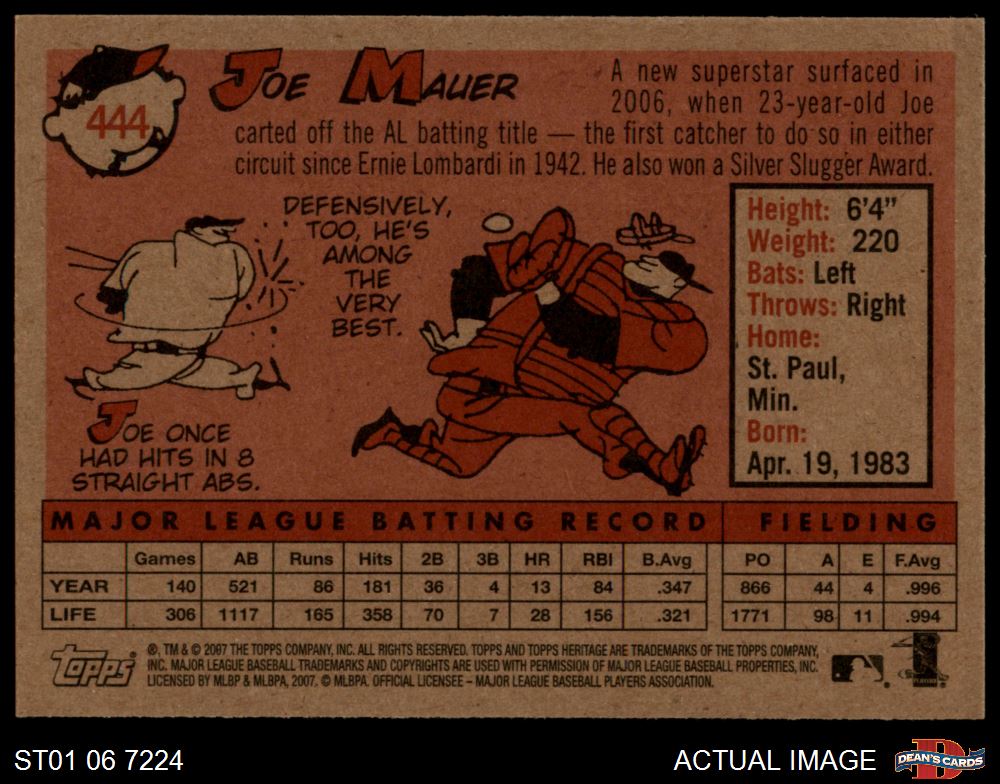 444
JOE MAUER
A new superstar surfaced in
2006, when 23-year-old Joe
carted off the AL batting title — the first catcher to do so in either
circuit since Ernie Lombardi in 1942. He also won a Silver Slugger Award.
DEFENSIVELY,
TOO, HE'S
AMONG
THE
VERY
BEST.
JOE ONCE
HAD HITS IN 8
STRAIGHT ABS.
Height: 6'4"
Weight: 220
Bats: Left
Throws: Right
Home:
St. Paul,
Min.
Born:
Apr. 19, 1983
MAJOR LEAGUE BATTING RECORD FIELDING
Games AB Runs Hits 2B 3B HR RBI B.Avg PO A E F.Avg
YEAR 140 521 86 181 36 4 13 84 .347 866 44 4 .996
LIFE 306 1117 165 358 70 7 28 156 .321 1771 98 11 .994
Topps
®, TM & © 2007 THE TOPPS COMPANY, INC. ALL RIGHTS RESERVED. TOPPS AND TOPPS HERITAGE ARE TRADEMARKS OF THE TOPPS COMPANY,
INC. MAJOR LEAGUE BASEBALL TRADEMARKS AND COPYRIGHTS ARE USED WITH PERMISSION OF MAJOR LEAGUE BASEBALL PROPERTIES, INC.
LICENSED BY MLBP & MLBPA, 2007. © MLBPA. OFFICIAL LICENSEE – MAJOR LEAGUE BASEBALL PLAYERS ASSOCIATION.
ST01 06 7224
ACTUAL IMAGE
DEAN'S CARDS